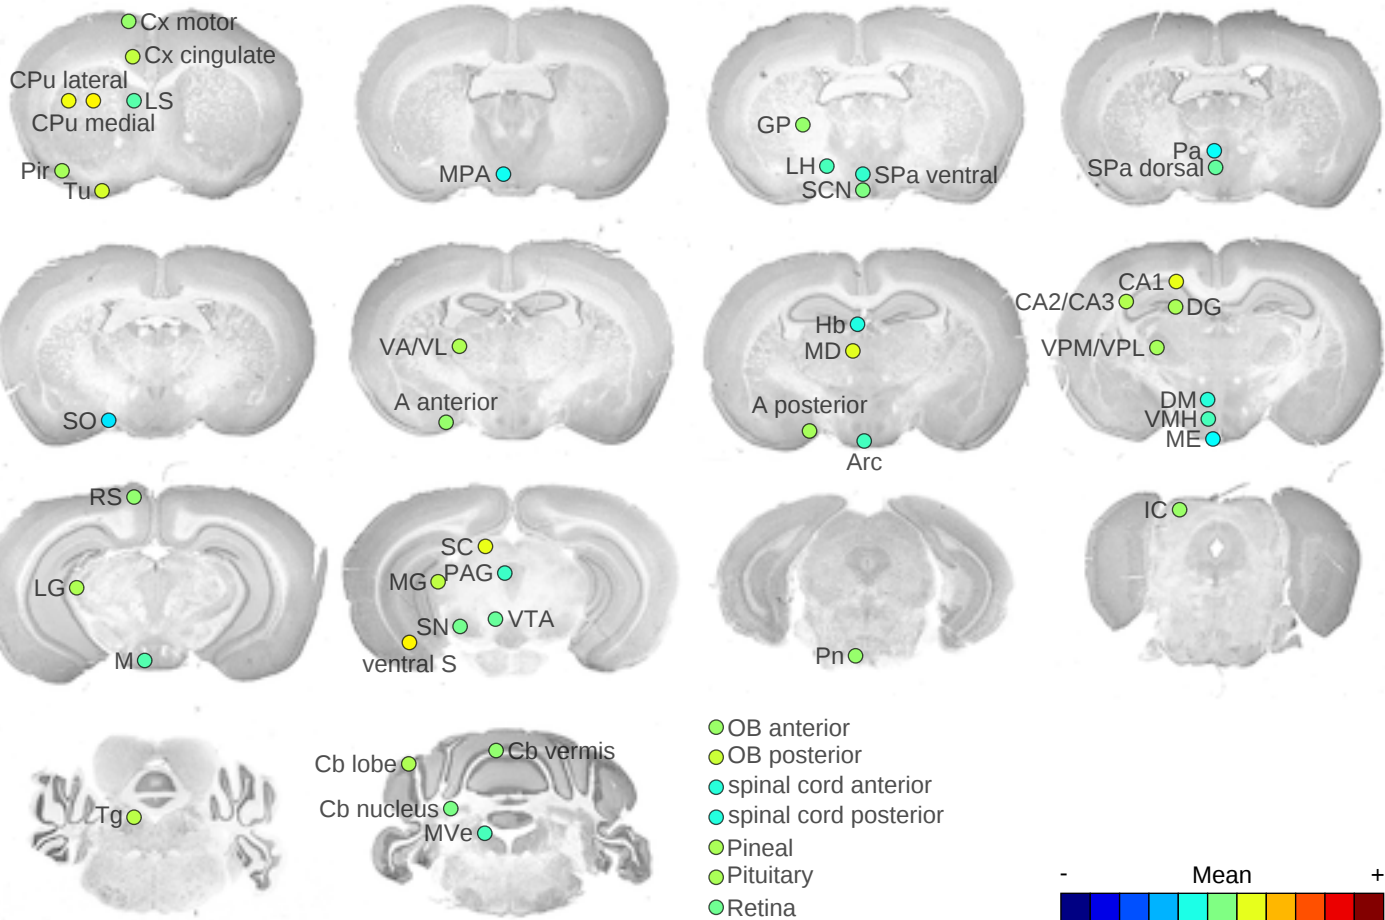 Cx motor
Cx cingulate
CPu lateral
LS
CPu medial
Pir
Tu
MPA
GP
LH
SPa ventral
SCN
Pa
SPa dorsal
SO
VA/VL
A anterior
Hb
MD
A posterior
Arc
CA1
CA2/CA3
DG
VPM/VPL
DM
VMH
ME
RS
LG
M
SC
MG
PAG
SN
VTA
ventral S
Pn
IC
Tg
Cb lobe
Cb vermis
Cb nucleus
MVe
OB anterior
OB posterior
spinal cord anterior
spinal cord posterior
Pineal
Pituitary
Retina
- Mean +